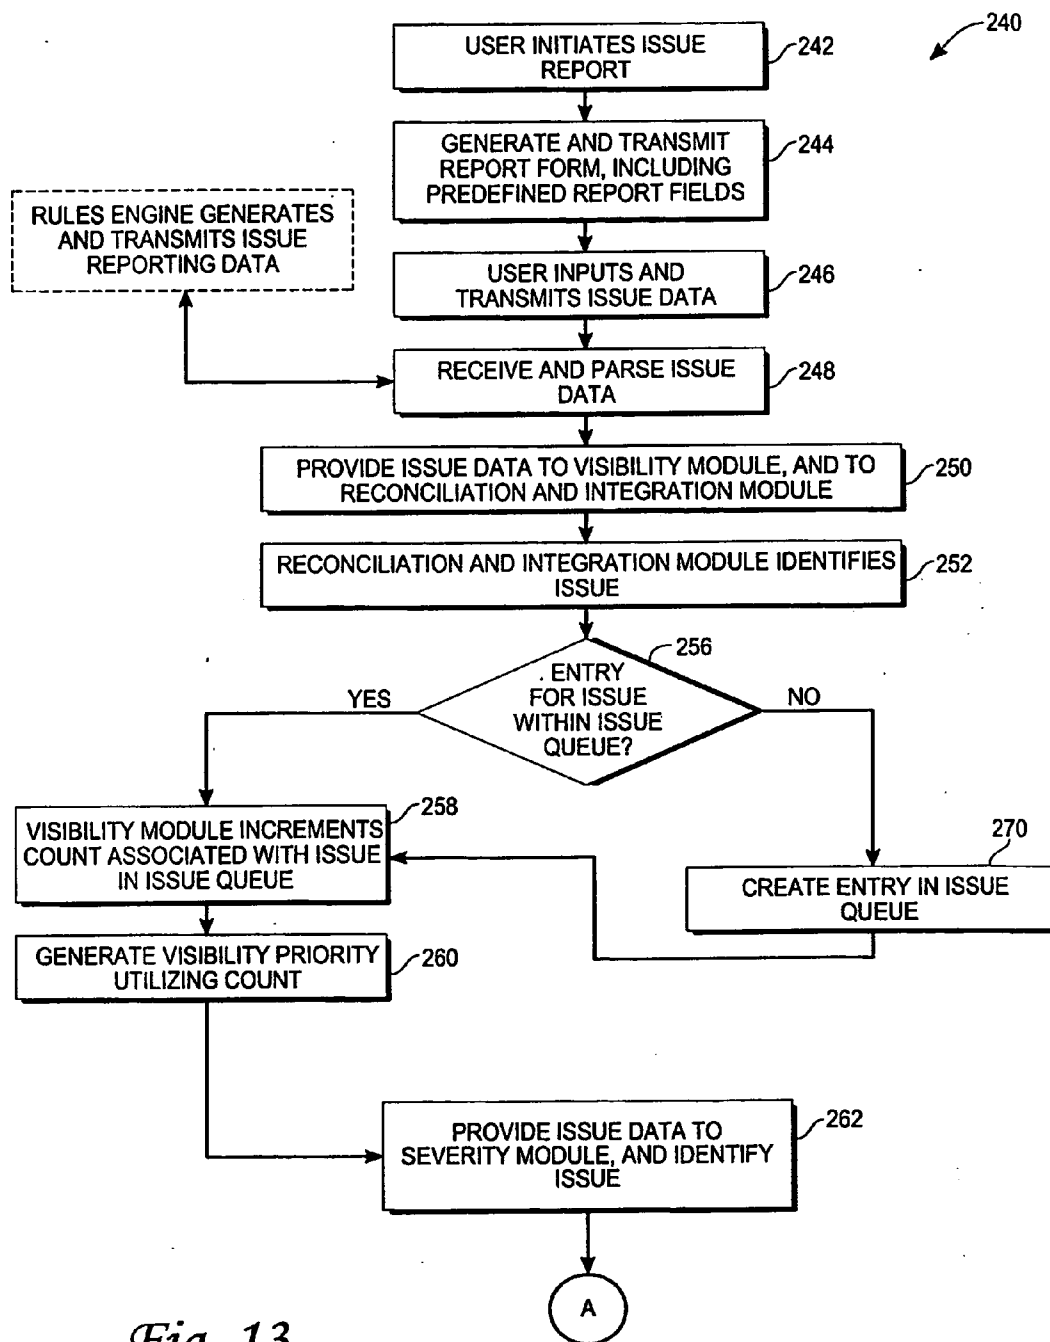 240
USER INITIATES ISSUE
REPORT
242
GENERATE AND TRANSMIT
REPORT FORM, INCLUDING
PREDEFINED REPORT FIELDS
244
RULES ENGINE GENERATES
AND TRANSMITS ISSUE
REPORTING DATA
USER INPUTS AND
TRANSMITS ISSUE DATA
246
RECEIVE AND PARSE ISSUE
DATA
248
PROVIDE ISSUE DATA TO VISIBILITY MODULE, AND TO
RECONCILIATION AND INTEGRATION MODULE
250
RECONCILIATION AND INTEGRATION MODULE IDENTIFIES
ISSUE
252
256
ENTRY
FOR ISSUE
WITHIN ISSUE
QUEUE?
YES
NO
VISIBILITY MODULE INCREMENTS
COUNT ASSOCIATED WITH ISSUE
IN ISSUE QUEUE
258
270
CREATE ENTRY IN ISSUE
QUEUE
GENERATE VISIBILITY PRIORITY
UTILIZING COUNT
260
PROVIDE ISSUE DATA TO
SEVERITY MODULE, AND IDENTIFY
ISSUE
262
A
Fig. 13